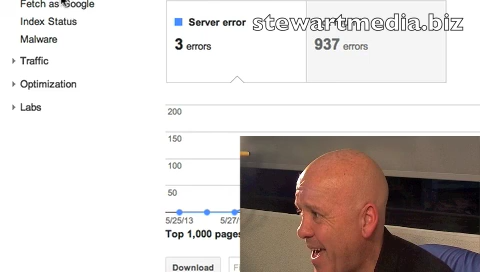 Fetch as Google
Index Status
Malware
Traffic
Optimization
Labs
stewartmedia.biz
Server error
3 errors
937 errors
200
150
100
50
5/25/13
5/27/
Top 1,000 pages
Download